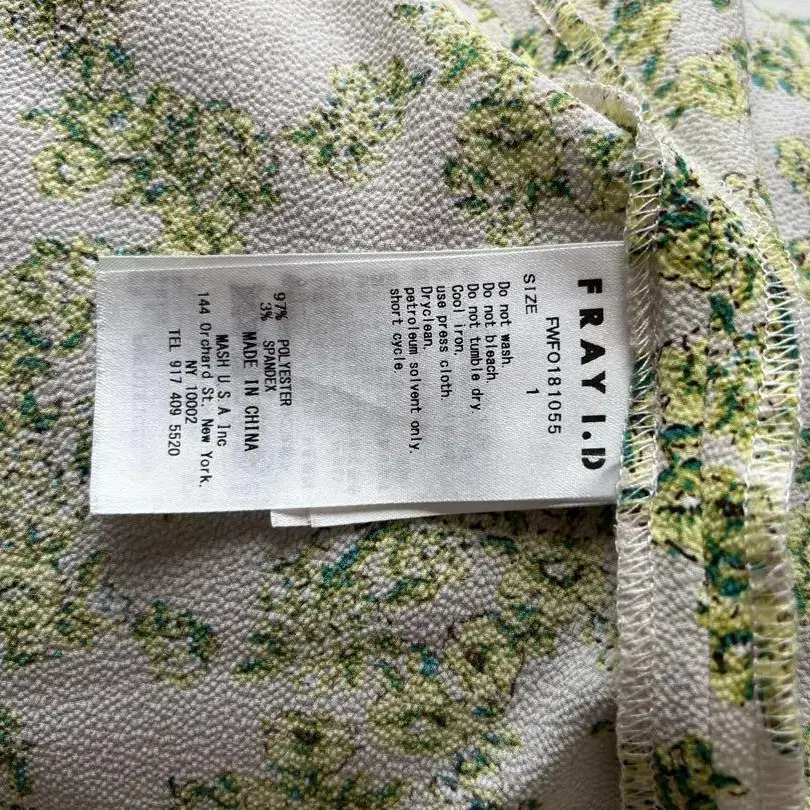 FRAY I.D
FWFO181055
SIZE 1
Do not wash.
Do not bleach.
Do not tumble dry.
Cool iron.
use press cloth.
Dryclean.
petroleum solvent only.
short cycle.
97% POLYESTER
3% SPANDEX
MADE IN CHINA
MASH U S A Inc
144 Orchard St. New York.
NY 10002
TEL 917 409 5520